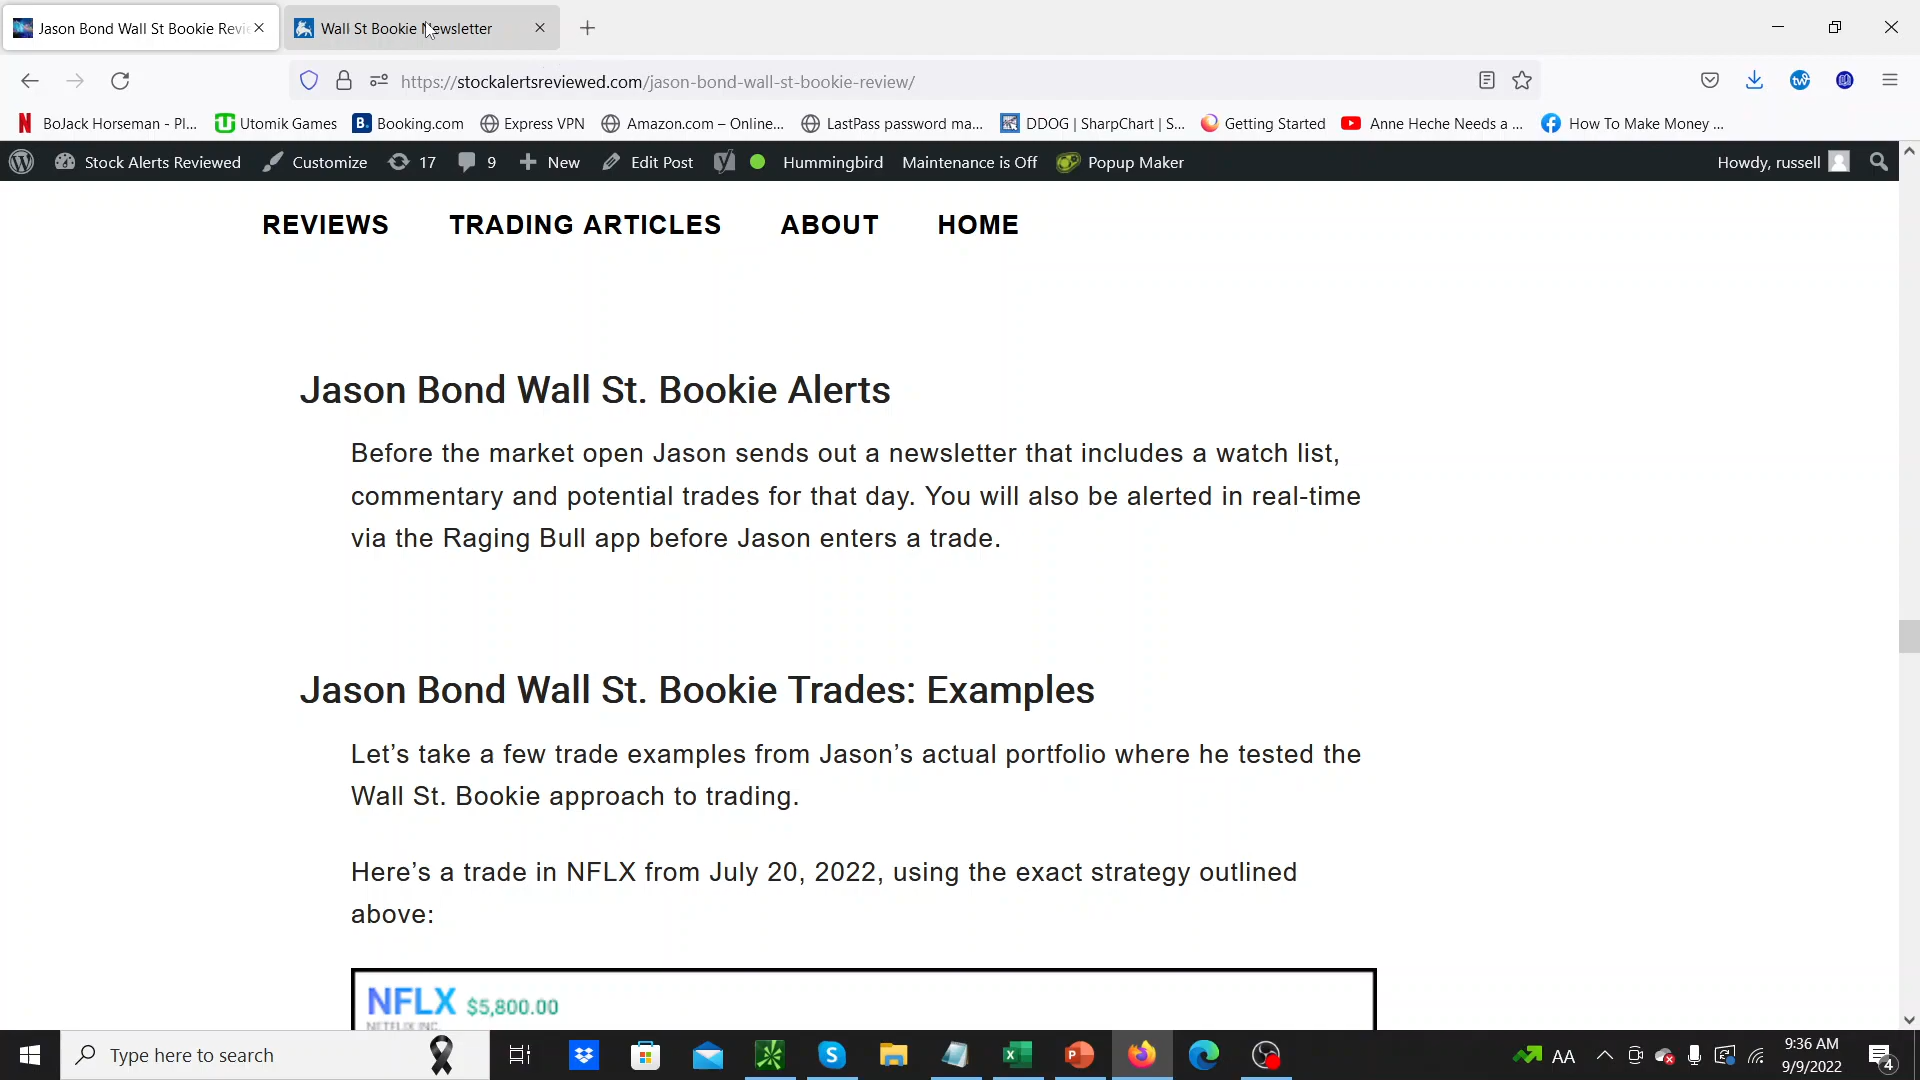 Jason Bond Wall St Bookie Revi
Wall St Bookie Newsletter
https://stockalertsreviewed.com/jason-bond-wall-st-bookie-review/
BoJack Horseman - Pl...
Utomik Games
Booking.com
Express VPN
Amazon.com – Online...
LastPass password ma...
DDOG | SharpChart | S...
Getting Started
Anne Heche Needs a ...
How To Make Money ...
Stock Alerts Reviewed
Customize
17
9
New
Edit Post
Hummingbird
Maintenance is Off
Popup Maker
Howdy, russell
REVIEWS
TRADING ARTICLES
ABOUT
HOME
Jason Bond Wall St. Bookie Alerts
Before the market open Jason sends out a newsletter that includes a watch list,
commentary and potential trades for that day. You will also be alerted in real-time
via the Raging Bull app before Jason enters a trade.
Jason Bond Wall St. Bookie Trades: Examples
Let’s take a few trade examples from Jason’s actual portfolio where he tested the
Wall St. Bookie approach to trading.
Here’s a trade in NFLX from July 20, 2022, using the exact strategy outlined
above:
NFLX $5,800.00
NETFLIX INC
Type here to search
AA
9:36 AM
9/9/2022
4